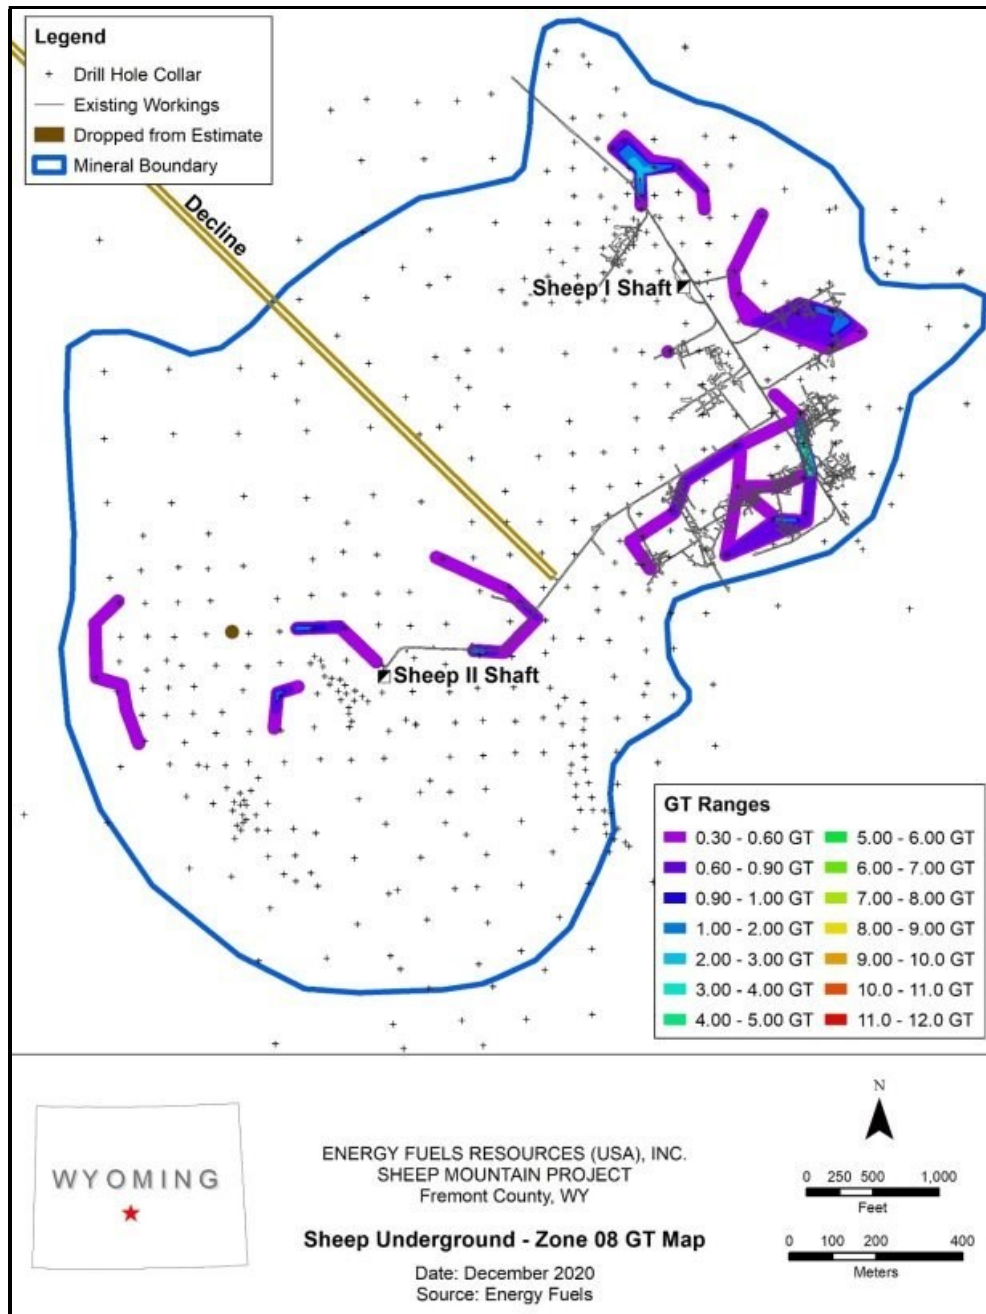 Legend
Drill Hole Collar
Existing Workings
Dropped from Estimate
Mineral Boundary
Decline
Sheep I Shaft
Sheep II Shaft
GT Ranges
0.30 - 0.60 GT
0.60 - 0.90 GT
0.90 - 1.00 GT
1.00 - 2.00 GT
2.00 - 3.00 GT
3.00 - 4.00 GT
4.00 - 5.00 GT
5.00 - 6.00 GT
6.00 - 7.00 GT
7.00 - 8.00 GT
8.00 - 9.00 GT
9.00 - 10.0 GT
10.0 - 11.0 GT
11.0 - 12.0 GT
WYOMING
ENERGY FUELS RESOURCES (USA), INC.
SHEEP MOUNTAIN PROJECT
Fremont County, WY
Sheep Underground - Zone 08 GT Map
Date: December 2020
Source: Energy Fuels
N
0 250 500 1,000
Feet
0 100 200 400
Meters